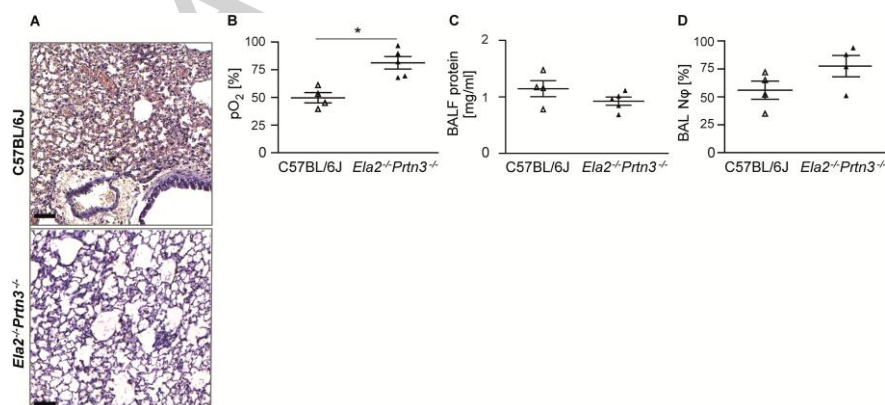 A
B
C
D
C57BL/6J
Ela2-/-Prtn3-/-
pO2 [%]
100
75
50
25
0
*
C57BL/6J
Ela2-/-Prtn3-/-
BALF protein
[mg/ml]
2
1
0
C57BL/6J
Ela2-/-Prtn3-/-
BAL Nφ [%]
100
75
50
25
0
C57BL/6J
Ela2-/-Prtn3-/-